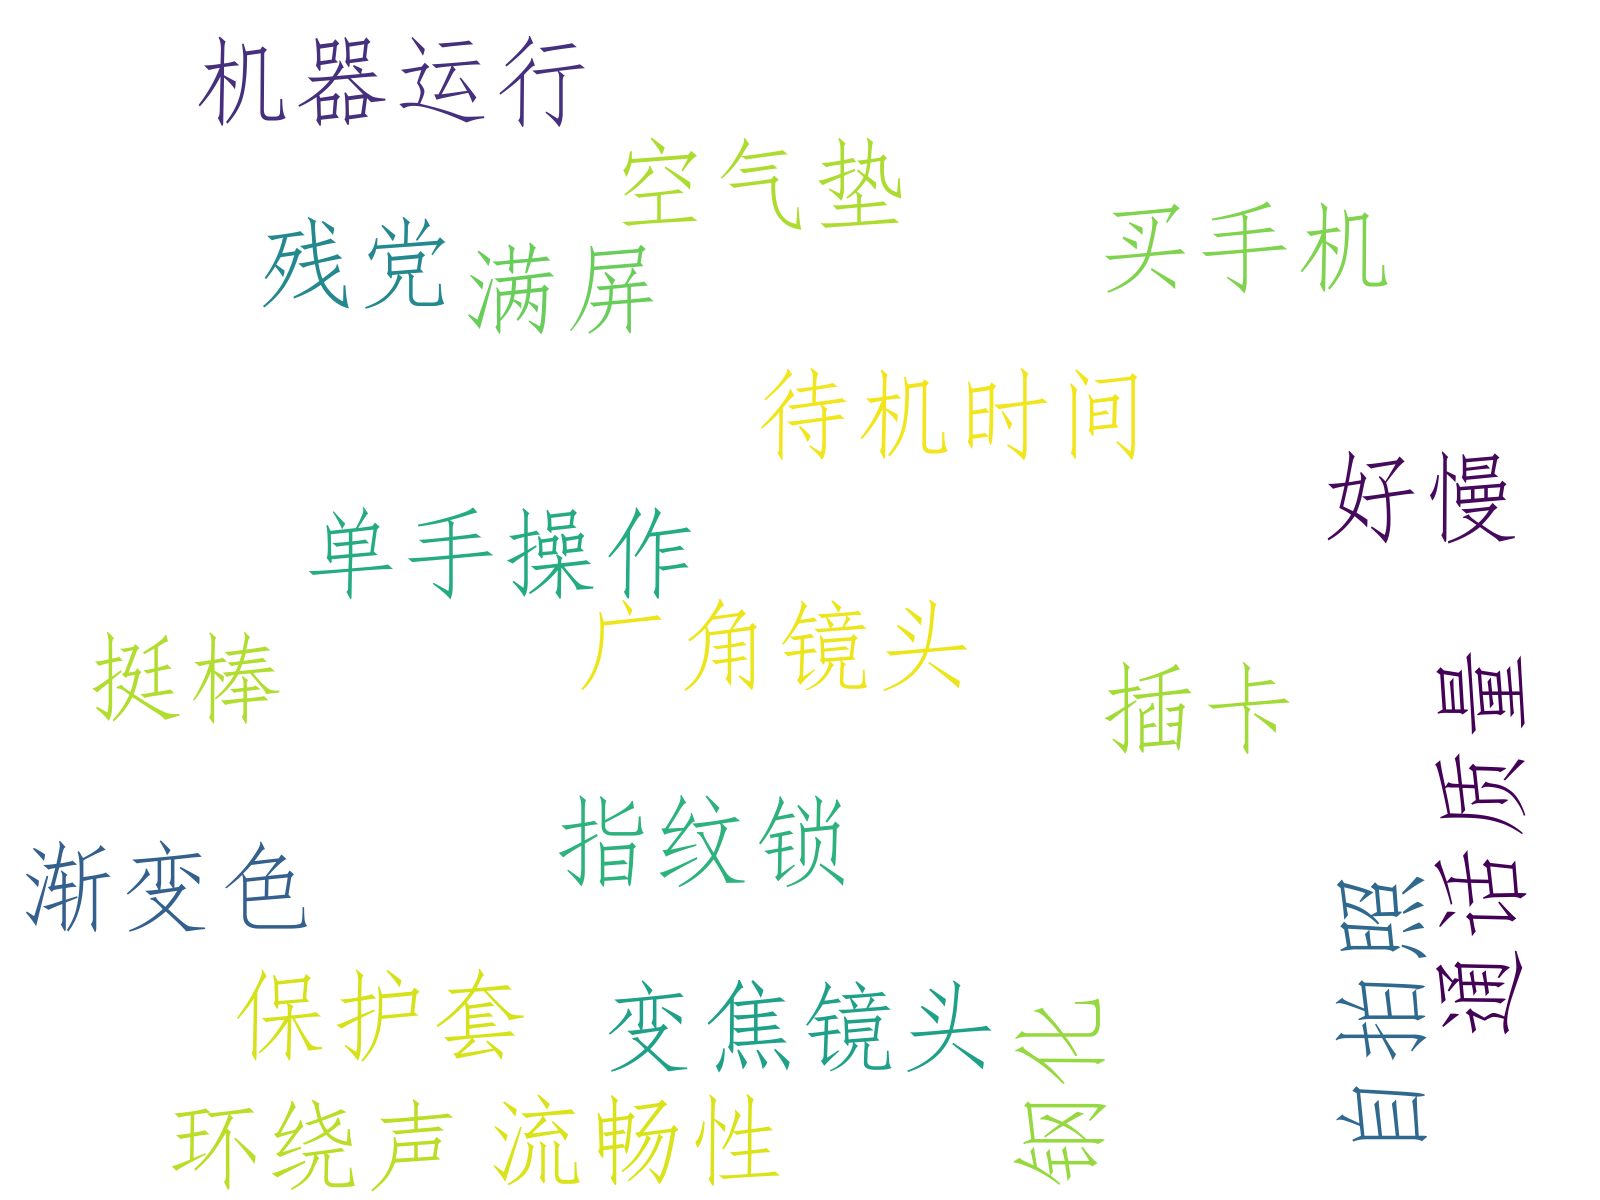 机器运行
空气垫
买手机
残党
满屏
待机时间
好慢
单手操作
广角镜头
挺棒
插卡
通话质量
指纹锁
渐变色
自拍照
保护套
变焦镜头
钢化
环绕声
流畅性